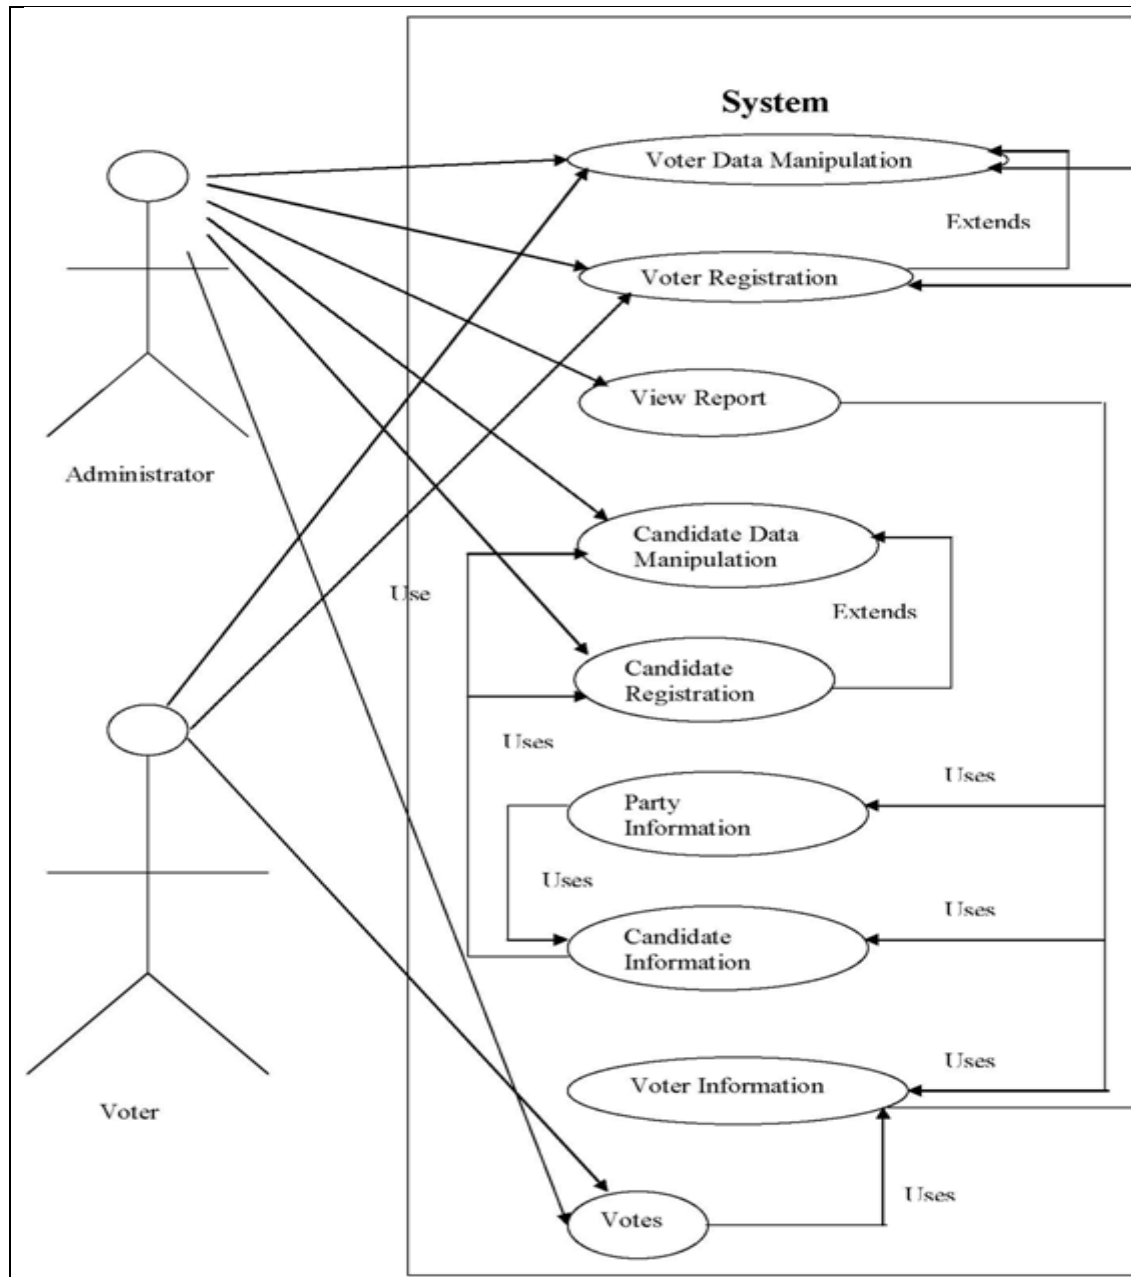 System
Voter Data Manipulation
Extends
Voter Registration
View Report
Administrator
Candidate Data
Manipulation
Use
Extends
Candidate
Registration
Uses
Uses
Party
Information
Uses
Uses
Candidate
Information
Uses
Voter Information
Voter
Uses
Votes